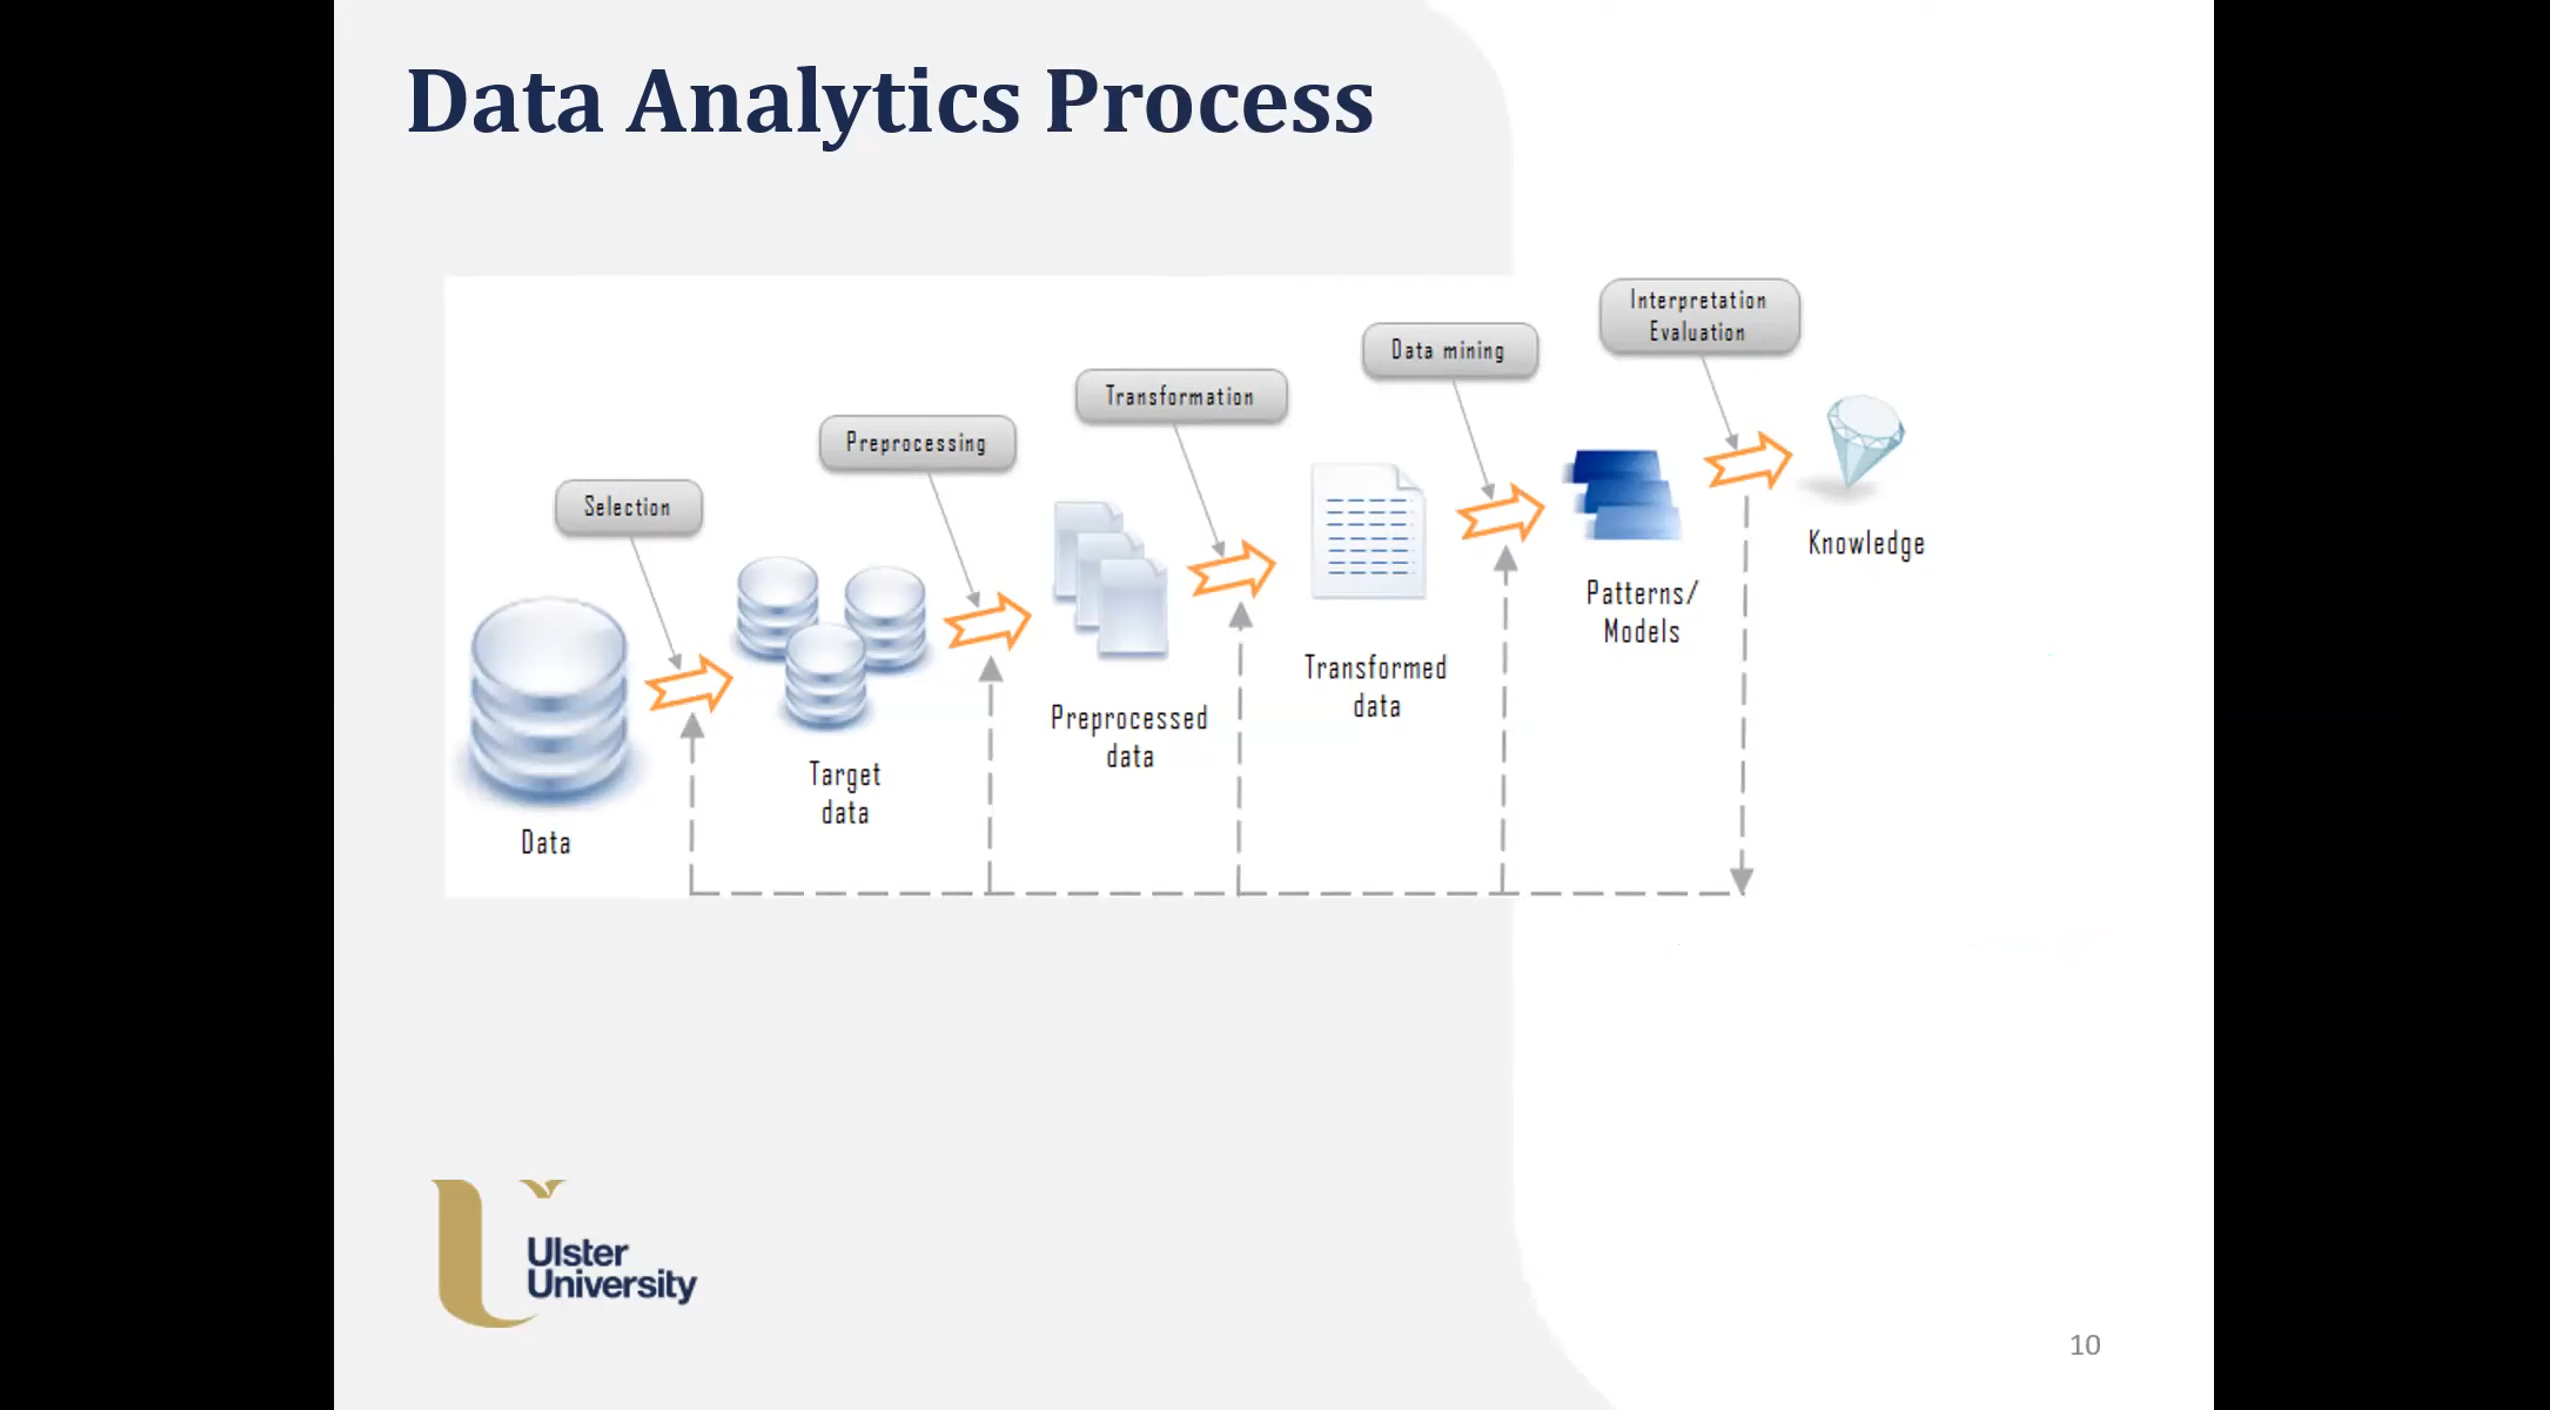 Data Analytics Process
Interpretation
Evaluation
Data mining
Transformation
Preprocessing
Selection
Knowledge
Patterns/
Models
Transformed
data
Preprocessed
data
Target
data
Data
Ulster
University
10